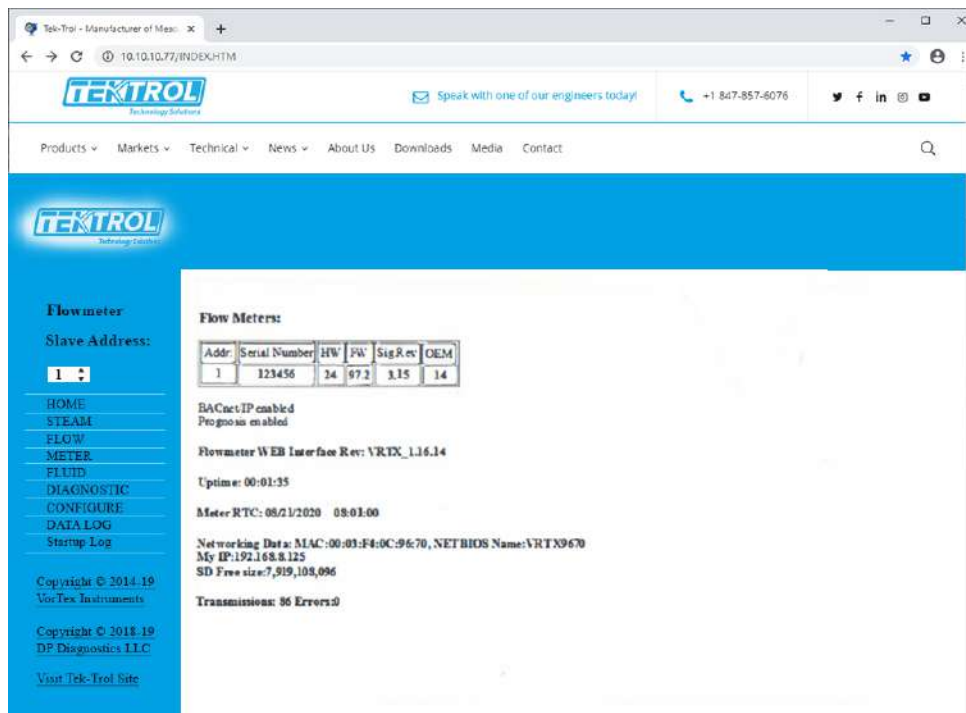 Tek-Trol - Manufacturer of Meas
10.10.10.77/INDEX.HTM
TEKTROL
Technology Solutions
Speak with one of our engineers today!
+1 847-857-6076
Products Markets Technical News About Us Downloads Media Contact
TEKTROL
Technology Solutions
Flowmeter
Slave Address:
1
HOME
STEAM
FLOW
METER
FLUID
DIAGNOSTIC
CONFIGURE
DATA LOG
Startup Log
Copyright © 2014-19
VorTex Instruments
Copyright © 2018-19
DP Diagnostics LLC
Visit Tek-Trol Site
Flow Meters:
Addr: Serial Number HW FW Sig.Rev OEM
1 123456 24 97.2 3.15 14
BACnet/IP enabled
Prognosis enabled
Flowmeter WEB Interface Rev: VRTX_1.16.14
Uptime: 00:01:35
Meter RTC: 08/21/2020 08:03:00
Networking Data: MAC:00:03:F4:0C:96:70, NETBIOS Name:VRTX9670
My IP:192.168.8.125
SD Free size:7,919,108,096
Transmissions: 86 Errors:0